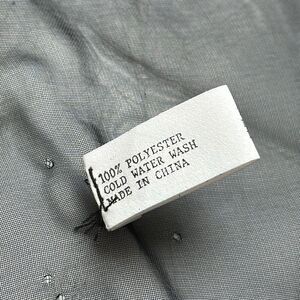 100% POLYESTER
COLD WATER WASH
MADE IN CHINA